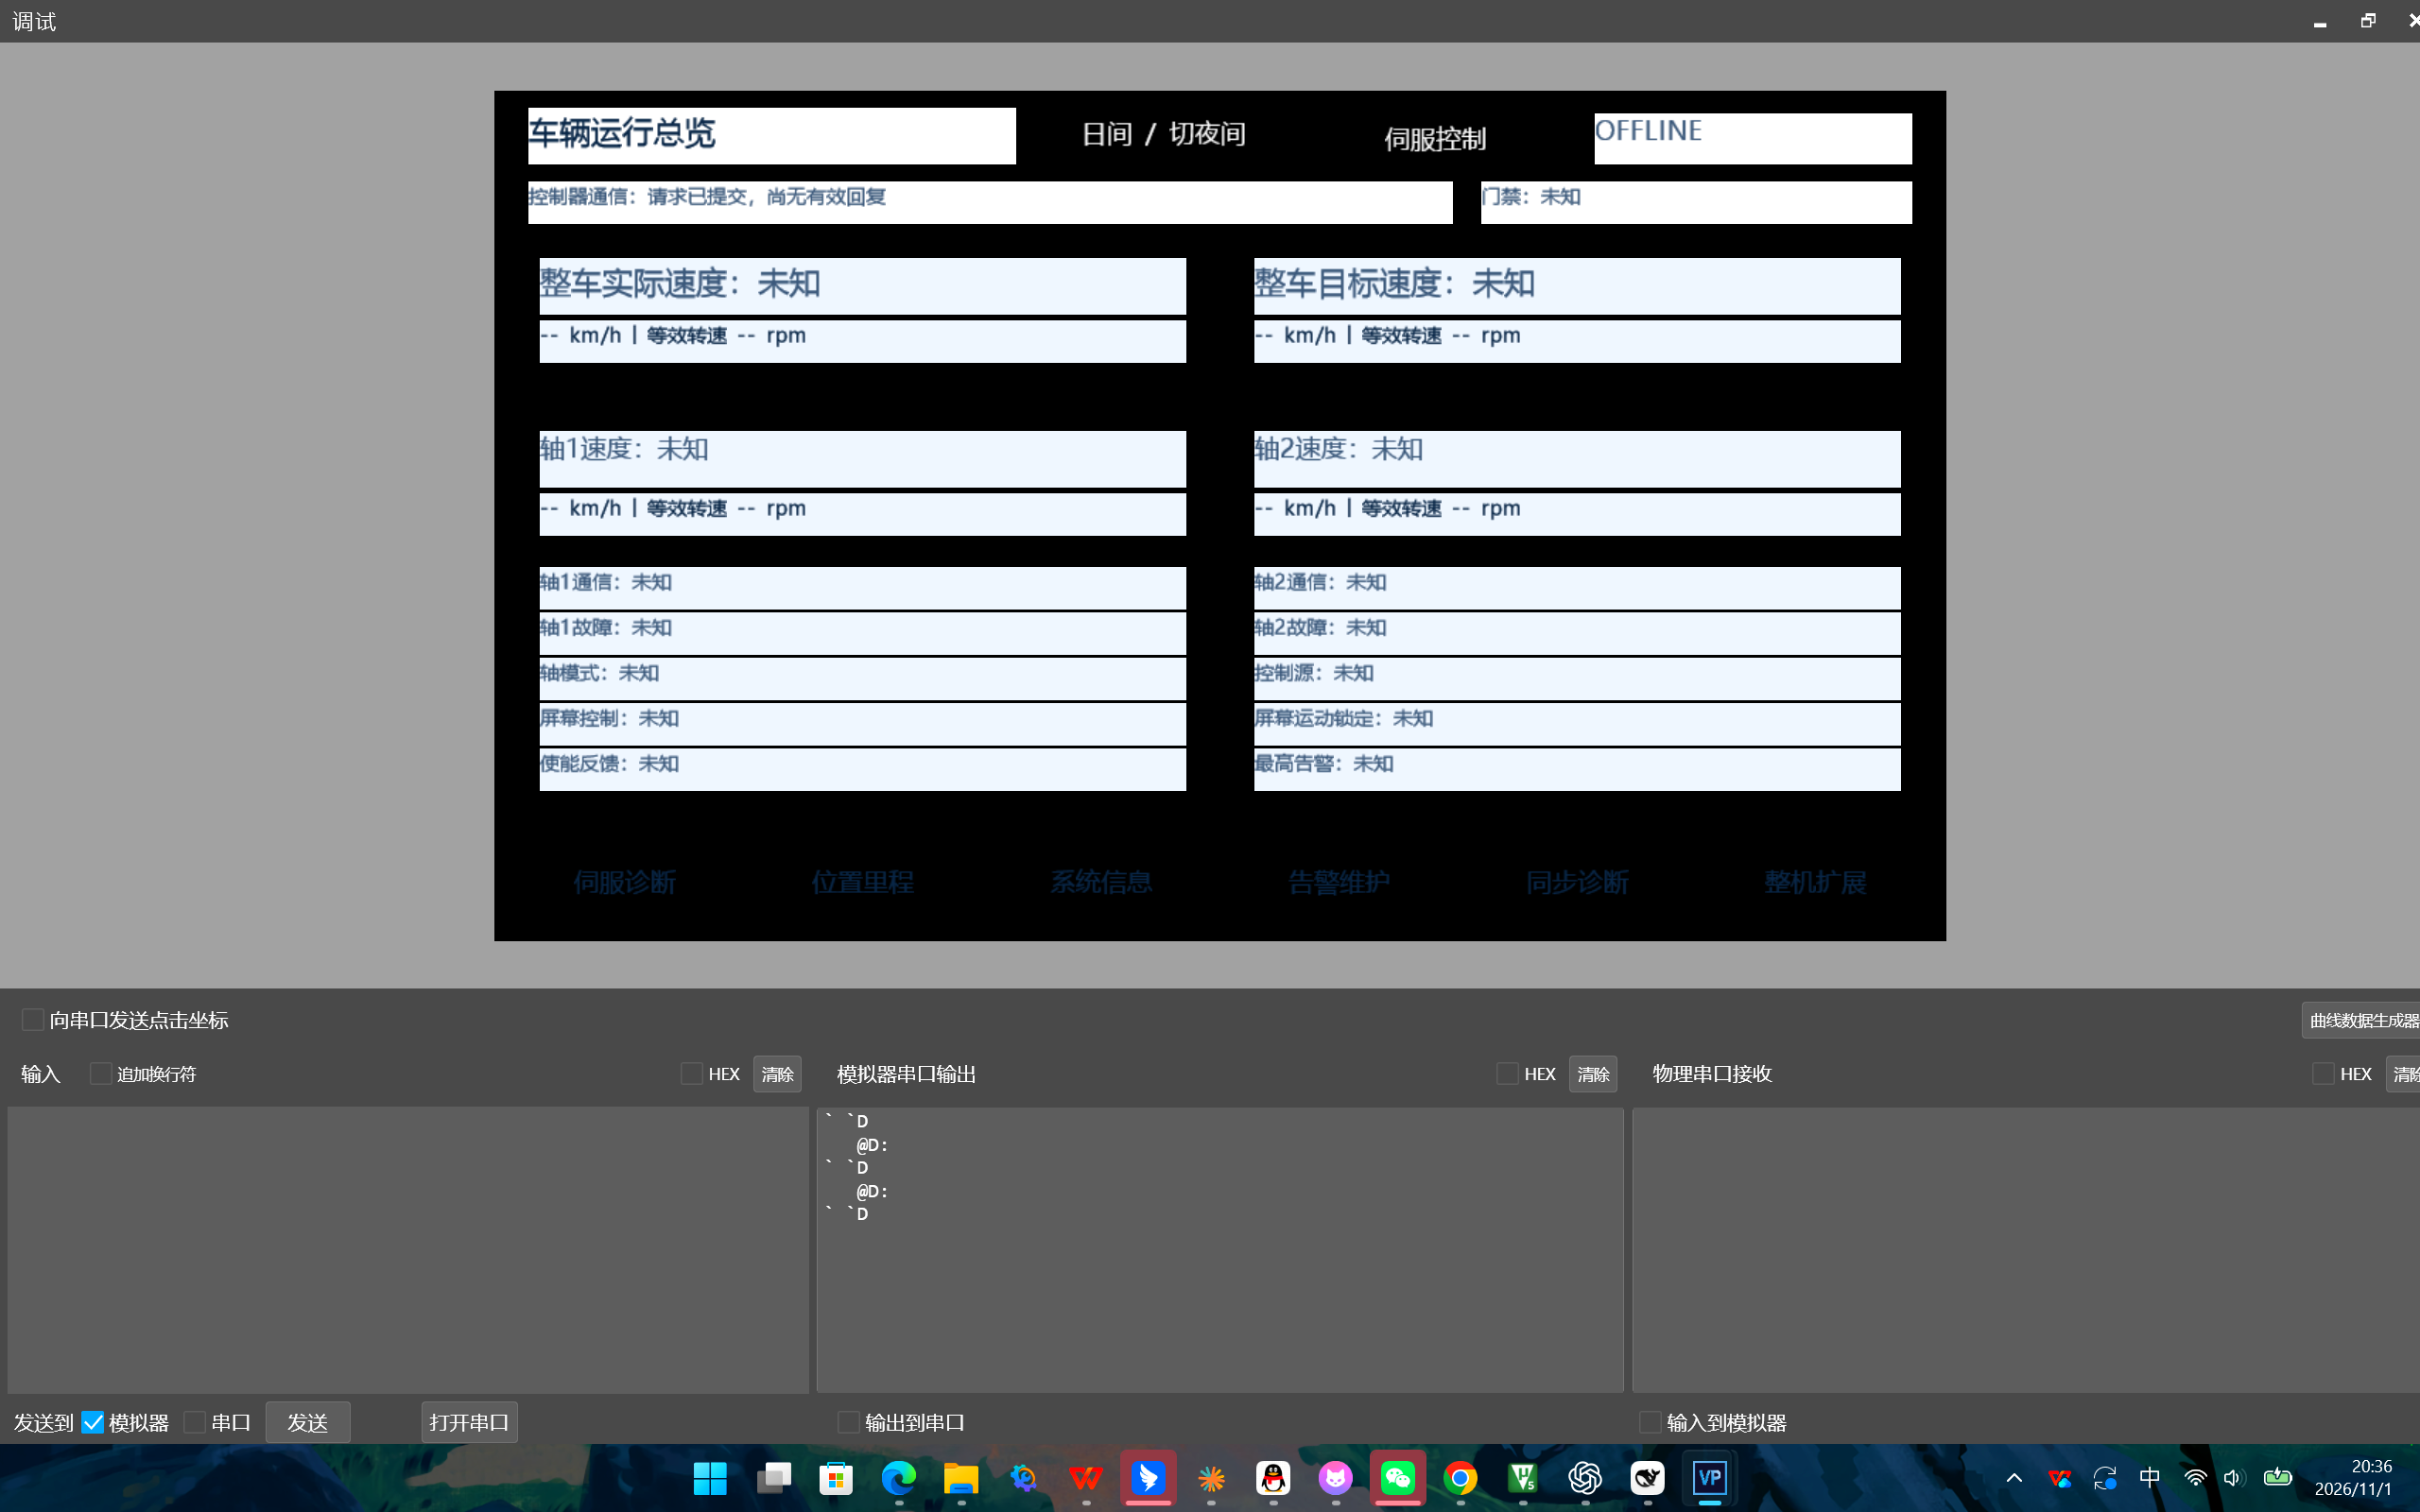 调试
车辆运行总览
日间 / 切夜间
伺服控制
OFFLINE
控制器通信：请求已提交，尚无有效回复
门禁：未知
整车实际速度：未知
整车目标速度：未知
-- km/h | 等效转速 -- rpm
-- km/h | 等效转速 -- rpm
轴1速度：未知
轴2速度：未知
-- km/h | 等效转速 -- rpm
-- km/h | 等效转速 -- rpm
轴1通信：未知
轴2通信：未知
轴1故障：未知
轴2故障：未知
轴模式：未知
控制源：未知
屏幕控制：未知
屏幕运动锁定：未知
使能反馈：未知
最高告警：未知
伺服诊断
位置里程
系统信息
告警维护
同步诊断
整机扩展
向串口发送点击坐标
曲线数据生成器
输入
追加换行符
HEX
清除
模拟器串口输出
HEX
清除
物理串口接收
HEX
清除
` `D
@D:
` `D
@D:
` `D
发送到
模拟器
串口
发送
打开串口
输出到串口
输入到模拟器
VP
中
20:36
2026/11/1